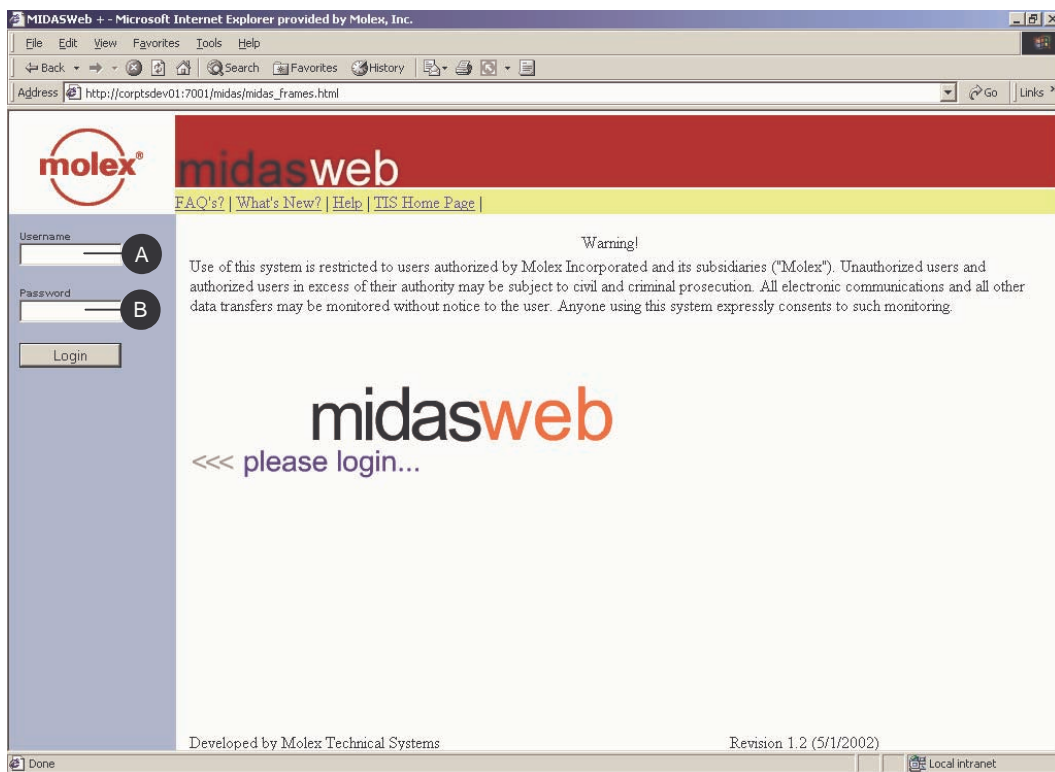 MIDASWeb + - Microsoft Internet Explorer provided by Molex, Inc.
File Edit View Favorites Tools Help
Back Search Favorites History
Address http://corptsdev01:7001/midas/midas_frames.html Go Links
molex®
midasweb
FAQ's? | What's New? | Help | TIS Home Page |
Username
A
Password
B
Login
Warning!
Use of this system is restricted to users authorized by Molex Incorporated and its subsidiaries ("Molex"). Unauthorized users and
authorized users in excess of their authority may be subject to civil and criminal prosecution. All electronic communications and all other
data transfers may be monitored without notice to the user. Anyone using this system expressly consents to such monitoring.
midasweb
<<< please login...
Developed by Molex Technical Systems Revision 1.2 (5/1/2002)
Done Local intranet